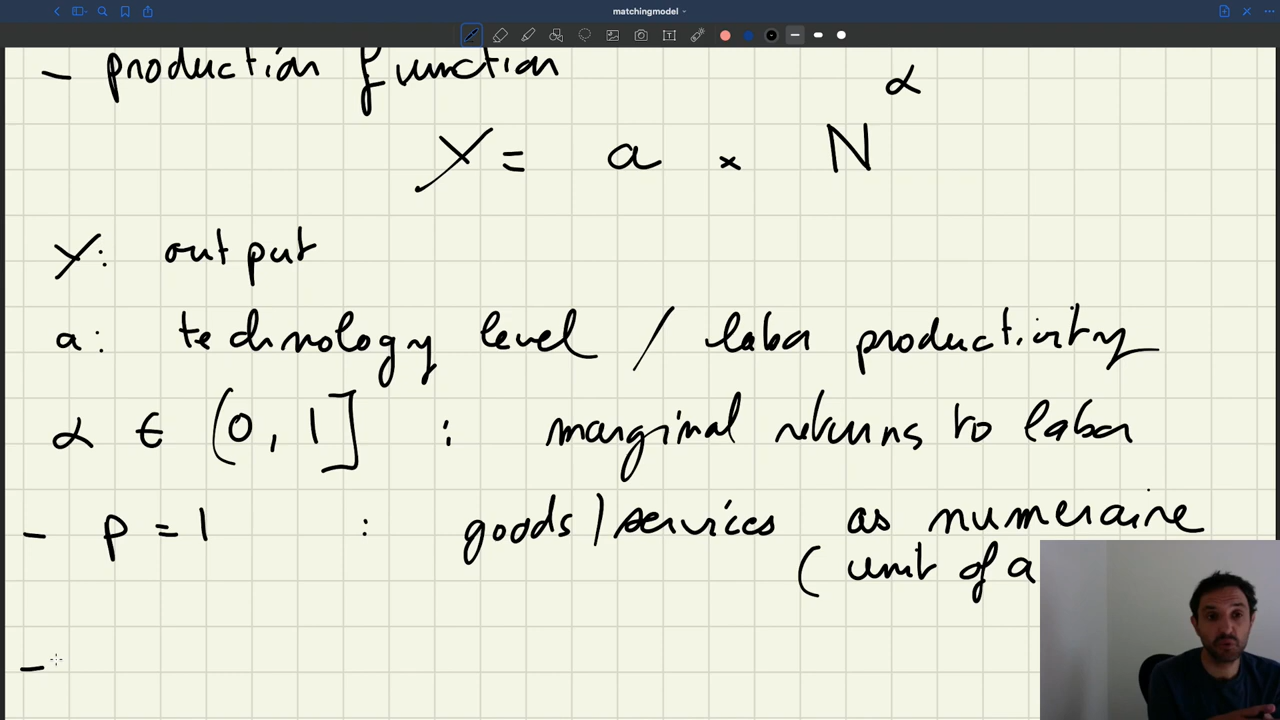 matchingmodel
- production function
Y = a × N^α
Y: output
a: technology level / labor productivity
α ∈ (0, 1] : marginal returns to labor
- p = 1 : goods/services as numeraire
(unit of a
-